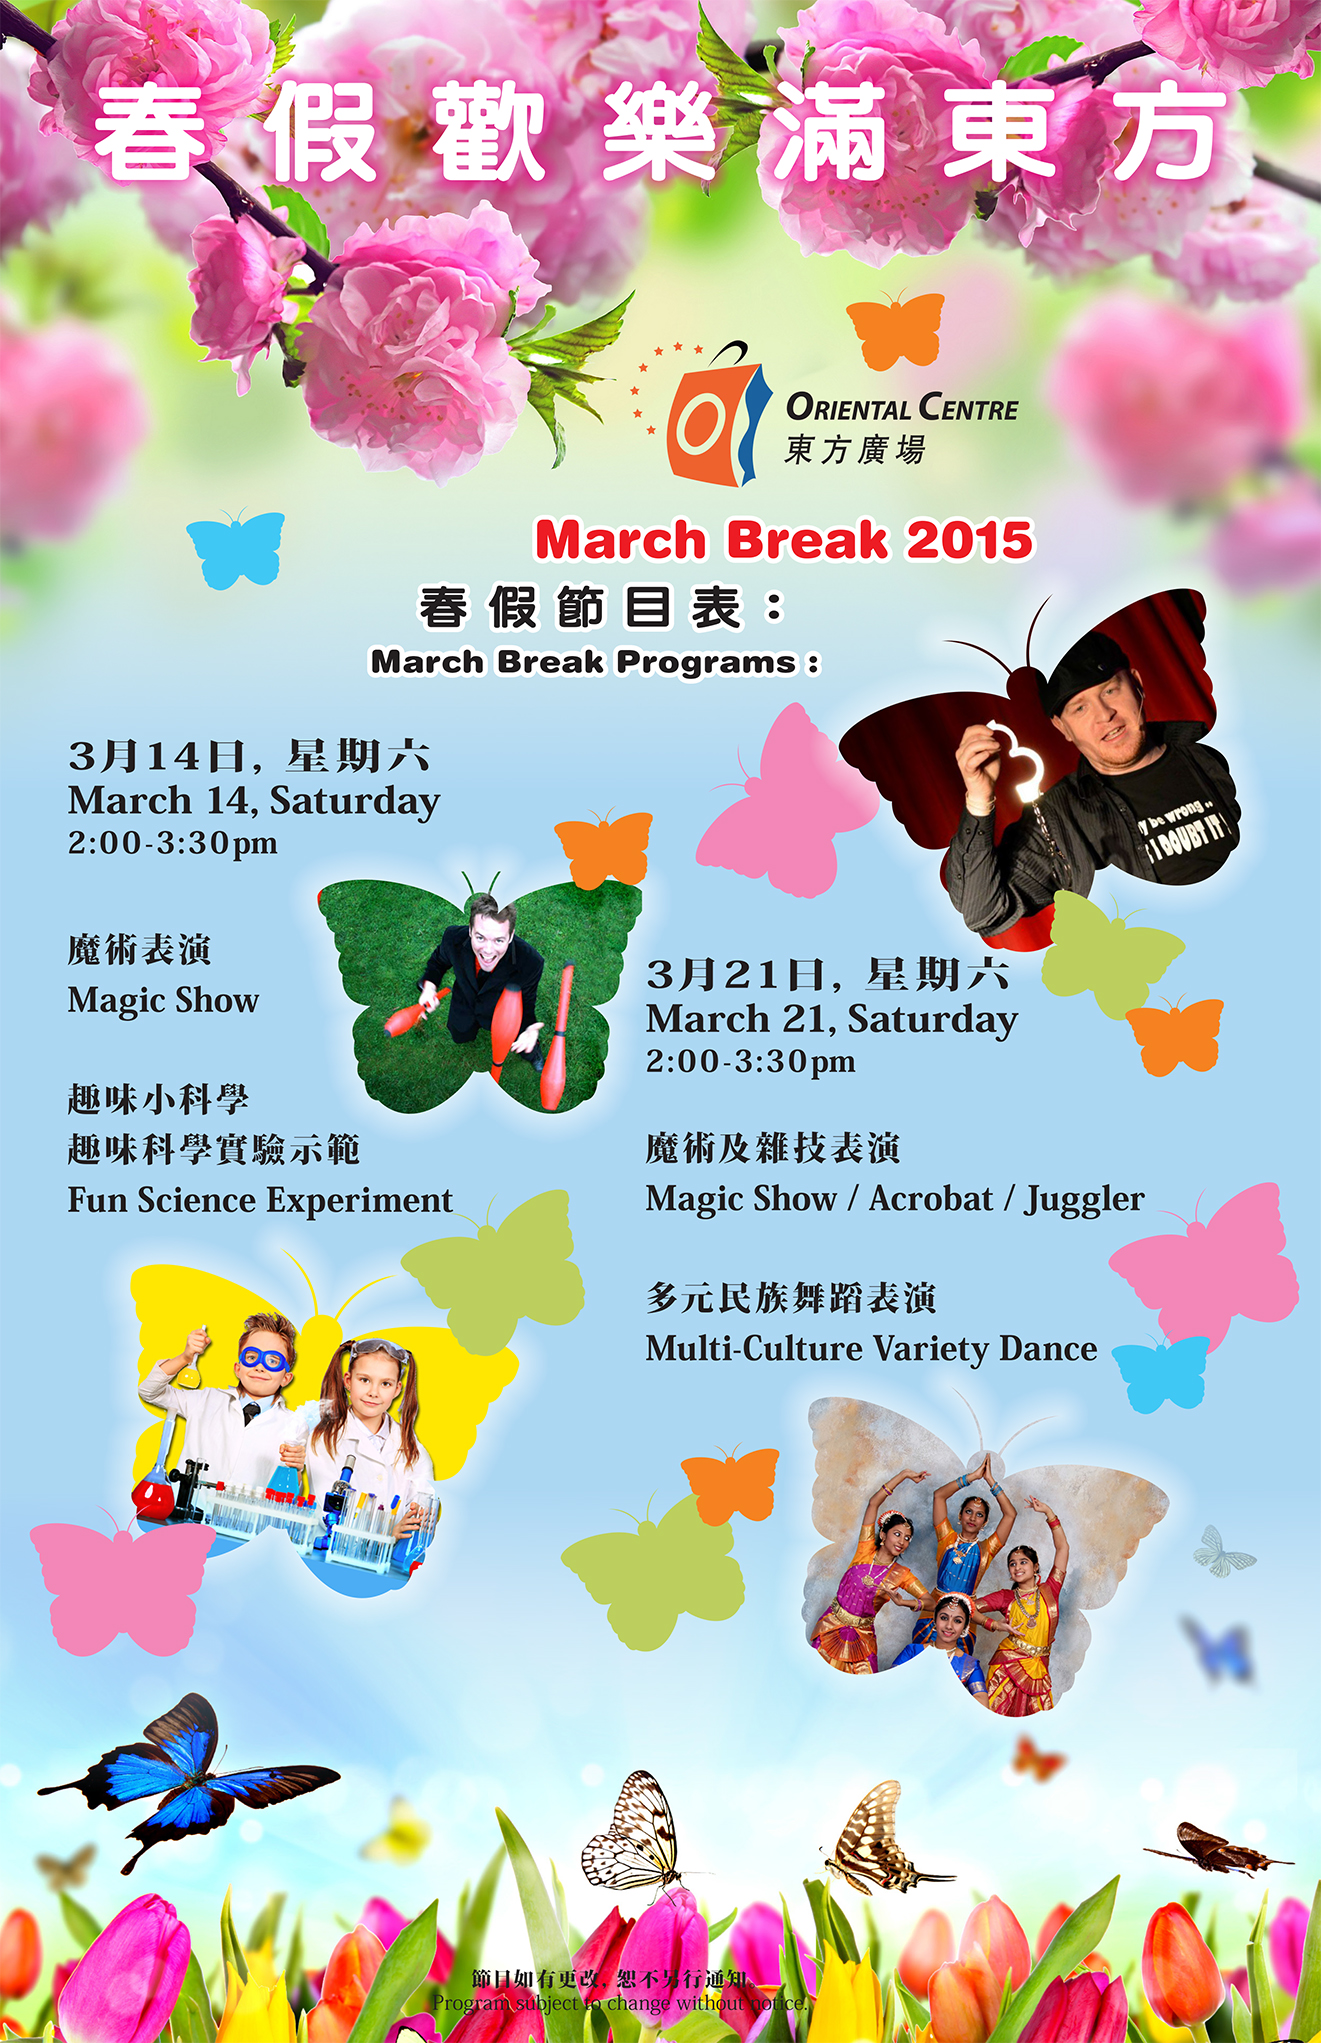 春假歡樂滿東方
ORIENTAL CENTRE
東方廣場
March Break 2015
春假節目表：
March Break Programs :
3月14日, 星期六
March 14, Saturday
2:00-3:30pm
魔術表演
Magic Show
趣味小科學
趣味科學實驗示範
Fun Science Experiment
y be wrong ..
I DOUBT IT !
3月21日, 星期六
March 21, Saturday
2:00-3:30pm
魔術及雜技表演
Magic Show / Acrobat / Juggler
多元民族舞蹈表演
Multi-Culture Variety Dance
節目如有更改, 恕不另行通知.
Program subject to change without notice.